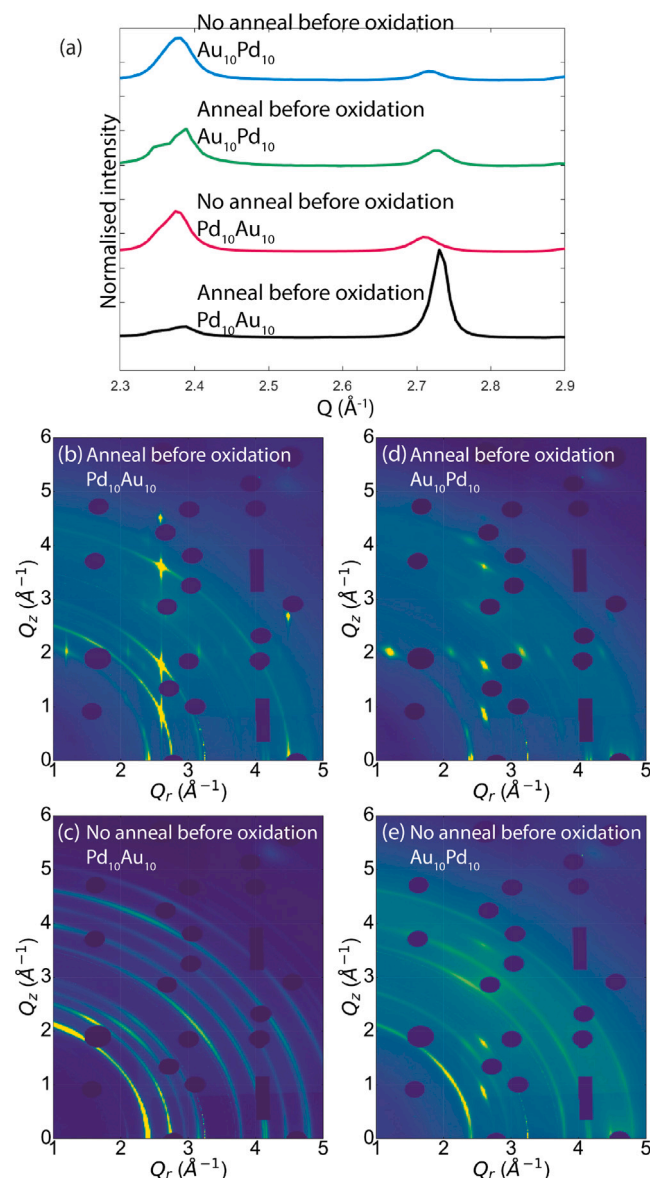 (a)
No anneal before oxidation
Au10Pd10
Anneal before oxidation
Au10Pd10
No anneal before oxidation
Pd10Au10
Anneal before oxidation
Pd10Au10
Normalised intensity
2.3 2.4 2.5 2.6 2.7 2.8 2.9
Q (Å-1)
(b) Anneal before oxidation
Pd10Au10
6
5
4
3
2
1
0
Qz (Å−1)
1 2 3 4 5
Qr (Å−1)
(d) Anneal before oxidation
Au10Pd10
6
5
4
3
2
1
0
Qz (Å−1)
1 2 3 4 5
Qr (Å−1)
(c) No anneal before oxidation
Pd10Au10
6
5
4
3
2
1
0
Qz (Å−1)
1 2 3 4 5
Qr (Å−1)
(e) No anneal before oxidation
Au10Pd10
6
5
4
3
2
1
0
Qz (Å−1)
1 2 3 4 5
Qr (Å−1)